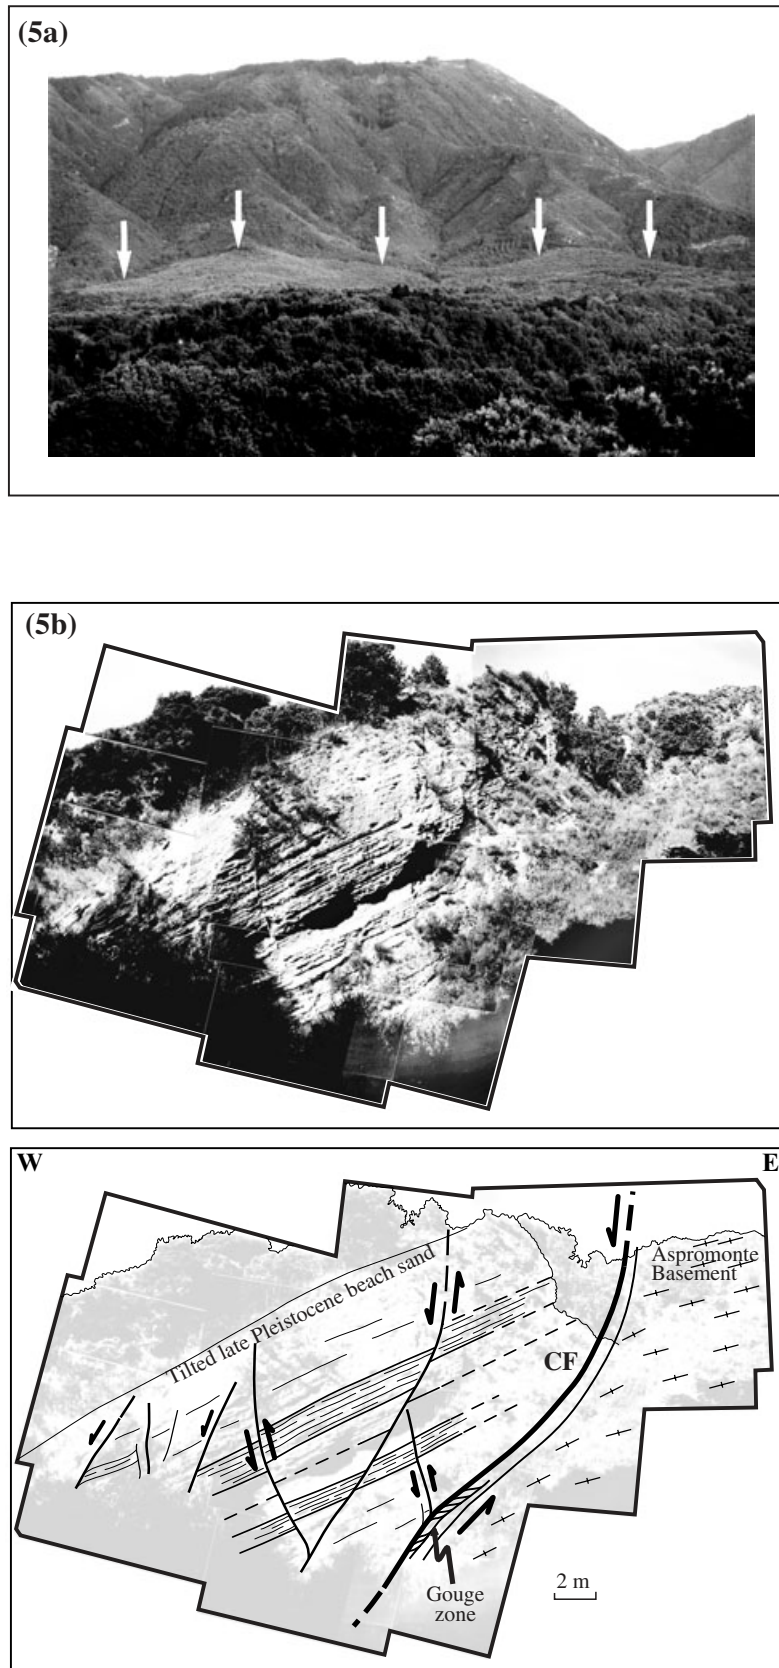 (5a)
(5b)
W
E
Aspromonte
Basement
Tilted late Pleistocene beach sand
CF
Gouge
zone
2 m